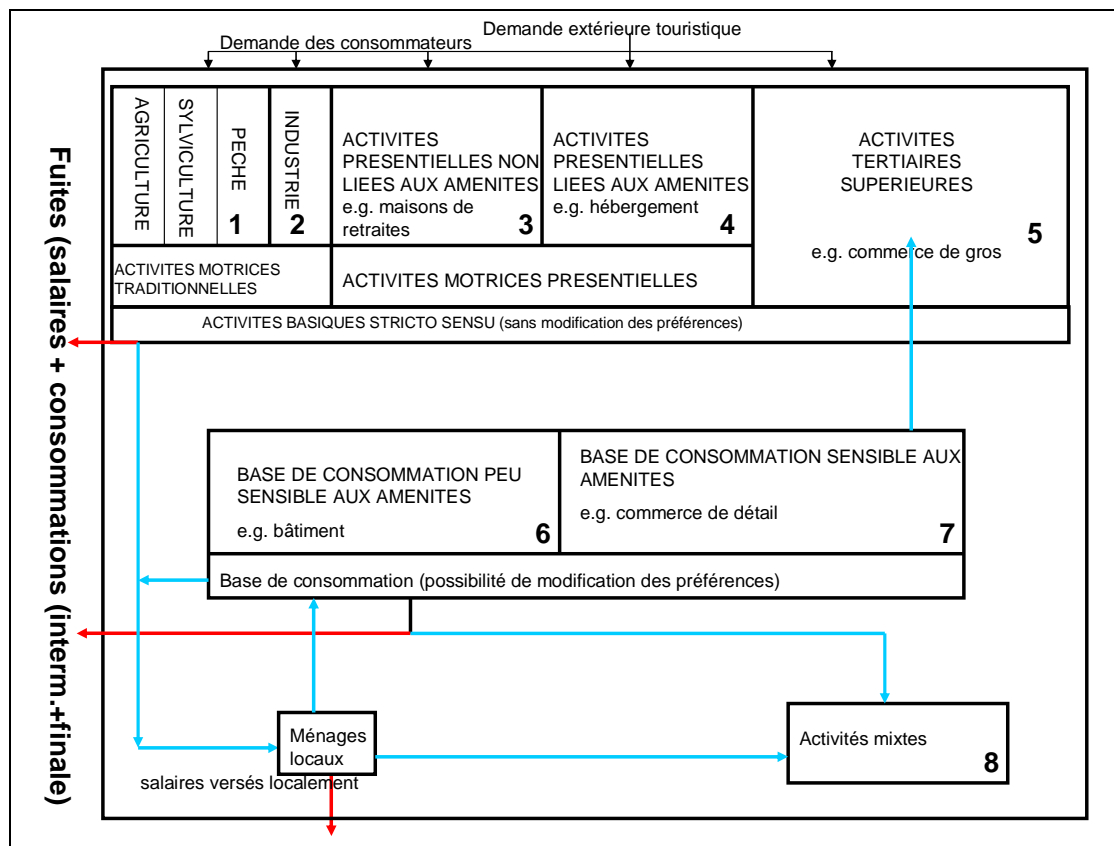 Demande extérieure touristique
Demande des consommateurs
Fuites (salaires + consommations (interm.+finale)
AGRICULTURE
SYLVICULTURE
PECHE
1
INDUSTRIE
2
ACTIVITES
PRESENTIELLES NON
LIEES AUX AMENITES
e.g. maisons de
retraites
3
ACTIVITES
PRESENTIELLES
LIEES AUX AMENITES
e.g. hébergement
4
ACTIVITES
TERTIAIRES
SUPERIEURES
e.g. commerce de gros
5
ACTIVITES MOTRICES
TRADITIONNELLES
ACTIVITES MOTRICES PRESENTIELLES
ACTIVITES BASIQUES STRICTO SENSU (sans modification des préférences)
BASE DE CONSOMMATION PEU
SENSIBLE AUX AMENITES
e.g. bâtiment
6
BASE DE CONSOMMATION SENSIBLE AUX
AMENITES
e.g. commerce de détail
7
Base de consommation (possibilité de modification des préférences)
Ménages
locaux
salaires versés localement
Activités mixtes
8